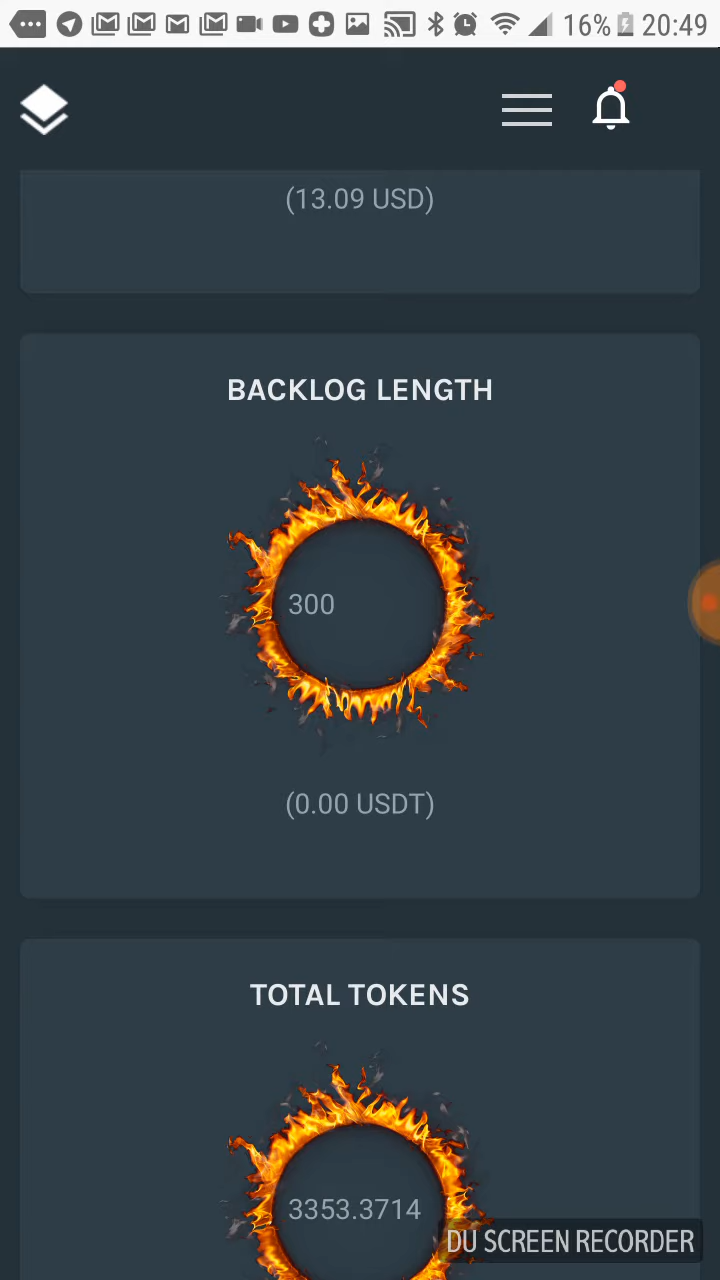 16% 20:49
(13.09 USD)
BACKLOG LENGTH
300
(0.00 USDT)
TOTAL TOKENS
3353.3714
DU SCREEN RECORDER